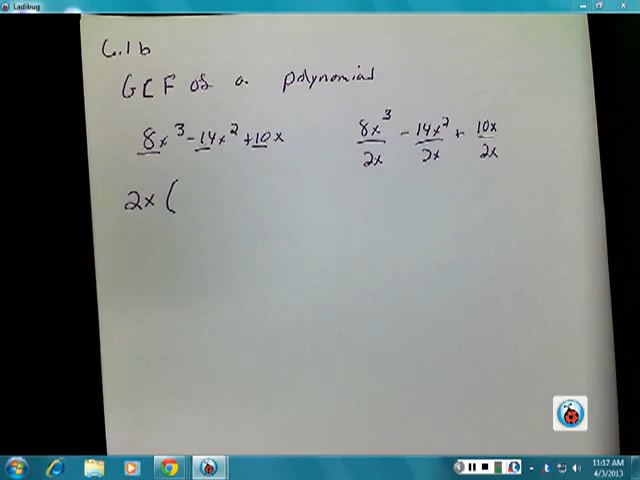 Ladibug
6.1b
GCF of a polynomial
8x³ - 14x² + 10x
8x³/2x - 14x²/2x + 10x/2x
2x (
11:12 AM
4/3/2013